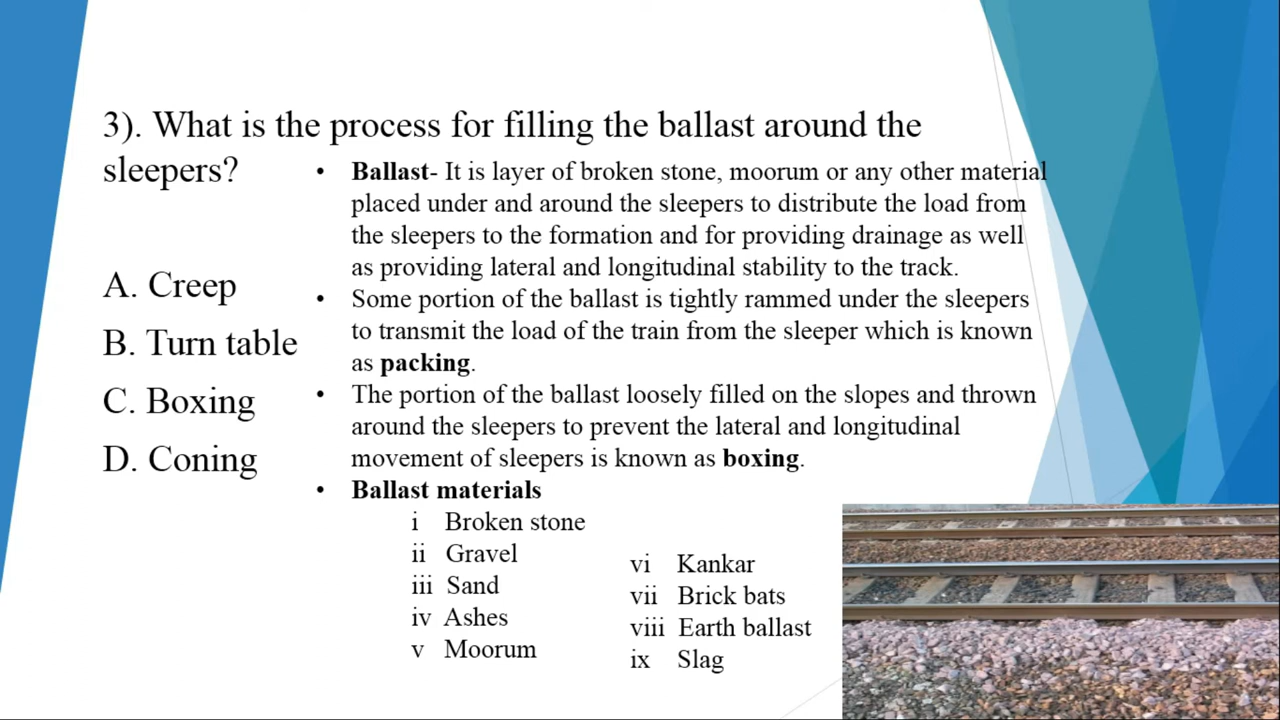 3). What is the process for filling the ballast around the
sleepers?
A. Creep
B. Turn table
C. Boxing
D. Coning
• Ballast- It is layer of broken stone, moorum or any other material
placed under and around the sleepers to distribute the load from
the sleepers to the formation and for providing drainage as well
as providing lateral and longitudinal stability to the track.
• Some portion of the ballast is tightly rammed under the sleepers
to transmit the load of the train from the sleeper which is known
as packing.
• The portion of the ballast loosely filled on the slopes and thrown
around the sleepers to prevent the lateral and longitudinal
movement of sleepers is known as boxing.
• Ballast materials
i Broken stone
ii Gravel
iii Sand
iv Ashes
v Moorum
vi Kankar
vii Brick bats
viii Earth ballast
ix Slag